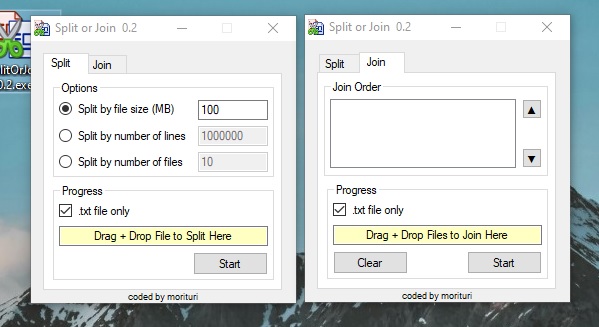 litOrJo
0.2.exe
Split or Join 0.2
Split Join
Options
Split by file size (MB) 100
Split by number of lines 1000000
Split by number of files 10
Progress
.txt file only
Drag + Drop File to Split Here
Start
coded by morituri
Split or Join 0.2
Split Join
Join Order
Progress
.txt file only
Drag + Drop Files to Join Here
Clear Start
coded by morituri